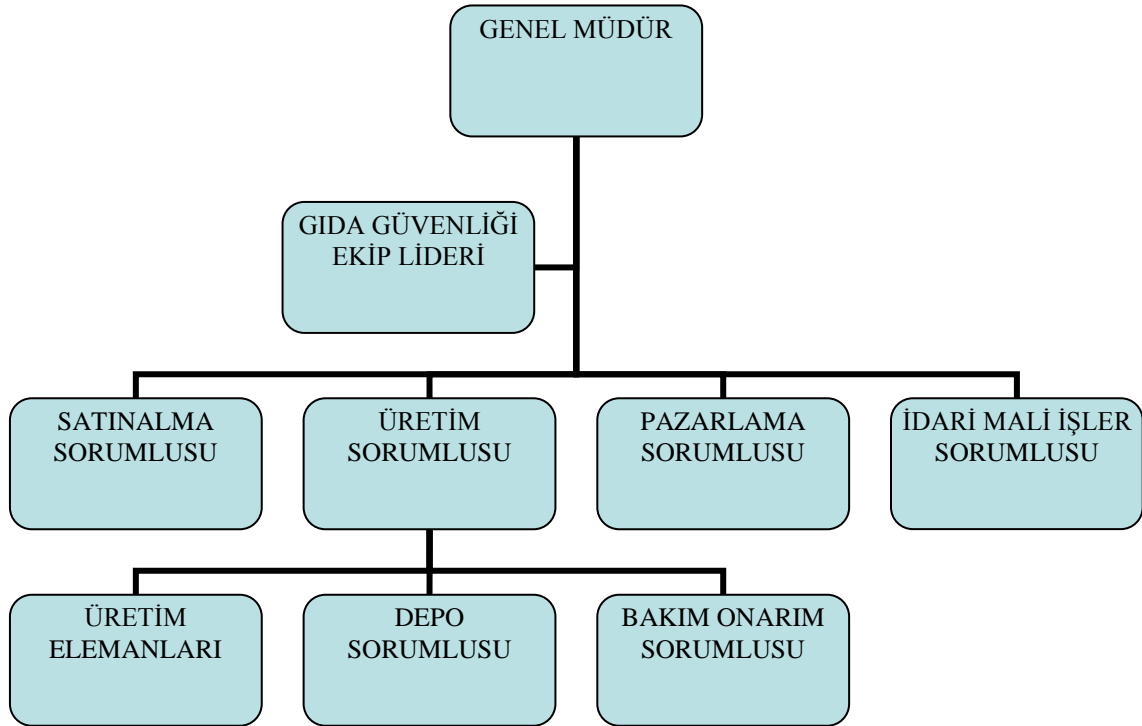 GENEL MÜDÜR
GIDA GÜVENLİĞİ
EKİP LİDERİ
SATINALMA
SORUMLUSU
ÜRETİM
SORUMLUSU
PAZARLAMA
SORUMLUSU
İDARİ MALİ İŞLER
SORUMLUSU
ÜRETİM
ELEMANLARI
DEPO
SORUMLUSU
BAKIM ONARIM
SORUMLUSU